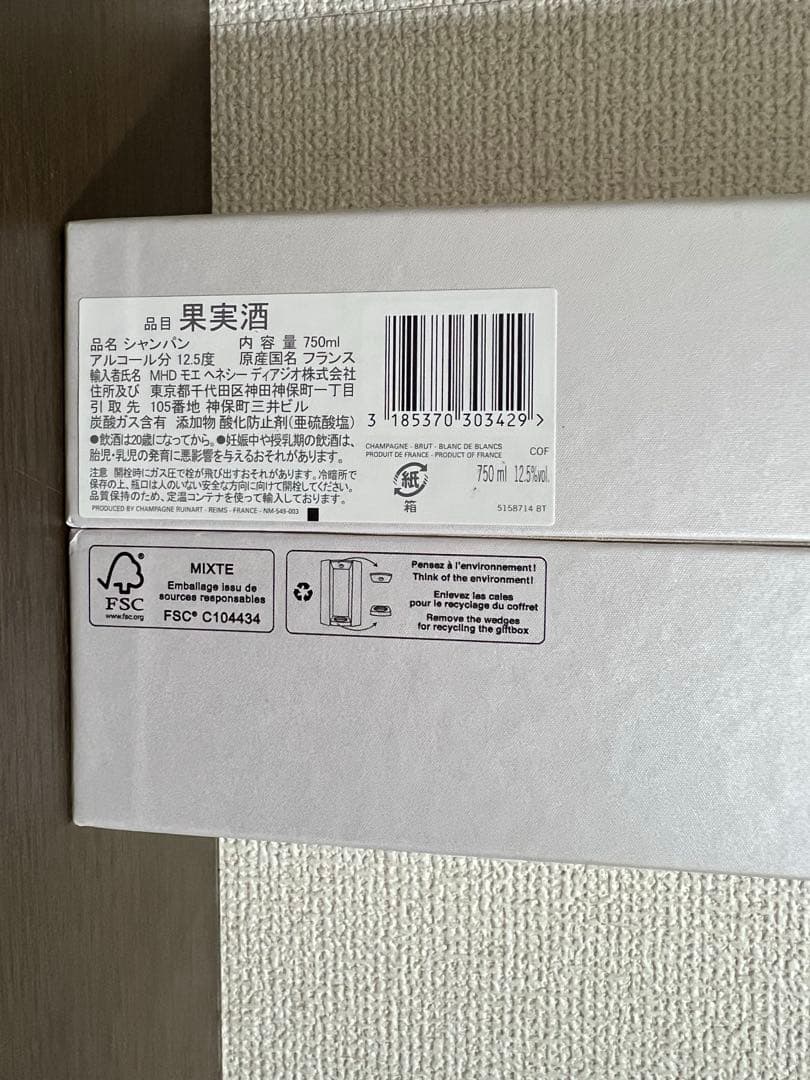 品目 果実酒
品名 シャンパン 内容量 750ml
アルコール分 12.5度 原産国名 フランス
輸入者氏名 MHD モエ ヘネシー ディアジオ株式会社
住所及び 東京都千代田区神田神保町一丁目
引取先 105番地 神保町三井ビル
炭酸ガス含有 添加物 酸化防止剤(亜硫酸塩)
●飲酒は20歳になってから。●妊娠中や授乳期の飲酒は、
胎児・乳児の発育に悪影響を与えるおそれがあります。
注意 開栓時にガス圧で栓が飛び出すおそれがあります。冷暗所で
保存の上、瓶口は人のいない安全な方向に向けて開栓してください。
品質保持のため、定温コンテナを使って輸入しております。
PRODUCED BY CHAMPAGNE RUINART - REIMS - FRANCE - NM-549-003
3 185370 303429 >
CHAMPAGNE - BRUT - BLANC DE BLANCS
PRODUIT DE FRANCE - PRODUCT OF FRANCE
COF
紙
箱
750 ml 12.5%vol.
5158714 BT
FSC®
www.fsc.org
MIXTE
Emballage issu de
sources responsables
FSC® C104434
Pensez à l'environnement!
Think of the environment!
Enlevez les cales
pour le recyclage du coffret
Remove the wedges
for recycling the giftbox